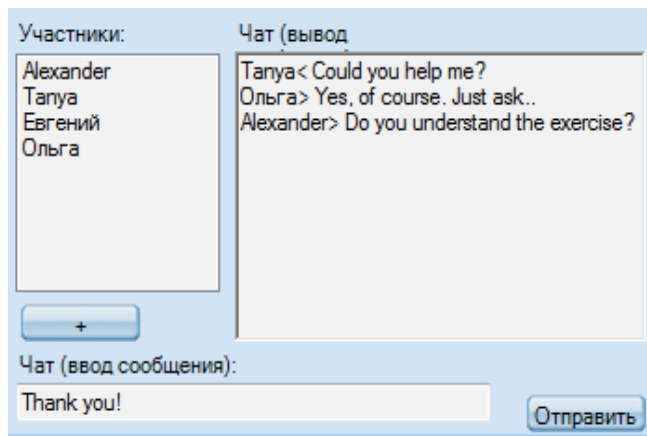 Участники:
Alexander
Tanya
Евгений
Ольга
+
Чат (вывод
Tanya< Could you help me?
Ольга> Yes, of course. Just ask..
Alexander> Do you understand the exercise?
Чат (ввод сообщения):
Thank you!
Отправить